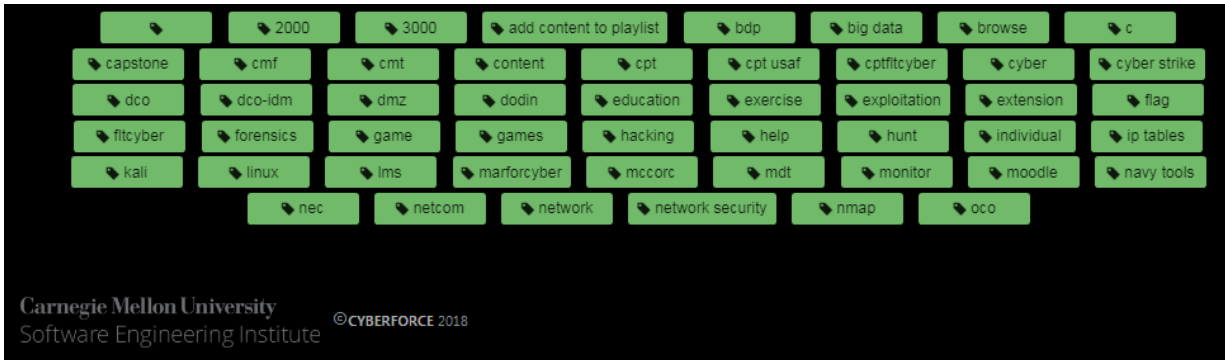 2000 3000 add content to playlist bdp big data browse c
capstone cmf cmt content cpt cpt usaf cptfltcyber cyber cyber strike
dco dco-idm dmz dodin education exercise exploitation extension flag
fltcyber forensics game games hacking help hunt individual ip tables
kali linux lms marforcyber mccorc mdt monitor moodle navy tools
nec netcom network network security nmap oco
Carnegie Mellon University
Software Engineering Institute
©CYBERFORCE 2018